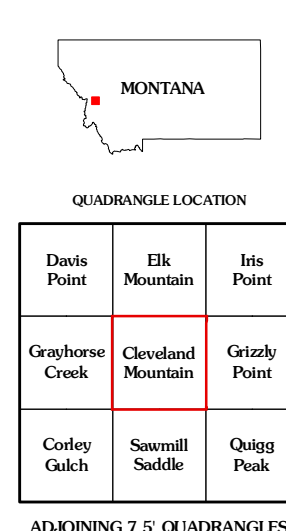 MONTANA
QUADRANGLE LOCATION
Davis
Point
Elk
Mountain
Iris
Point
Grayhorse
Creek
Cleveland
Mountain
Grizzly
Point
Corley
Gulch
Sawmill
Saddle
Quigg
Peak
ADJOINING 7.5' QUADRANGLES